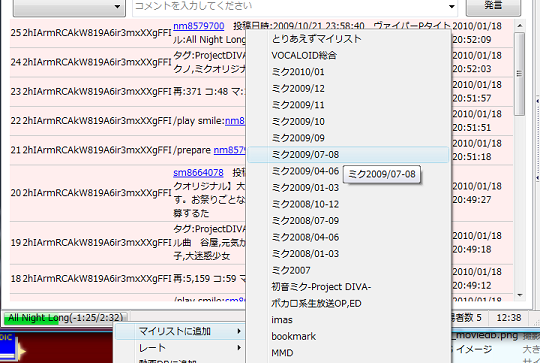 コメントを入力してください
発言
25 2hIArmRCAkW819A6ir3mxXXgFFI nm8579700 投稿日時:2009/10/21 23:58:40 ヴァイパーPタイト 2010/01/18
ル:All Night Long 20:52:09
24 2hIArmRCAkW819A6ir3mxXXgFFI タグ:ProjectDIVA 2010/01/18
クノ,ミクオリジナ 20:52:03
23 2hIArmRCAkW819A6ir3mxXXgFFI 再:371 コ:48 マ: 2010/01/18
20:51:57
22 2hIArmRCAkW819A6ir3mxXXgFFI /play smile:nm8 2010/01/18
20:51:51
21 2hIArmRCAkW819A6ir3mxXXgFFI /prepare nm857 2010/01/18
20:51:18
20 2hIArmRCAkW819A6ir3mxXXgFFI sm8664078 投稿
クオリジナル】大 2010/01/18
す。お祭りごとな 20:49:27
尊するた
19 2hIArmRCAkW819A6ir3mxXXgFFI タグ:ProjectDIVA
ル曲 谷屋,元気が 2010/01/18
子,大迷惑少女 20:49:18
18 2hIArmRCAkW819A6ir3mxXXgFFI 再:5,159 コ:59 マ 2010/01/18
20:49:12
/play smile: 2010/01/18
とりあえずマイリスト
VOCALOID総合
ミク2010/01
ミク2009/12
ミク2009/11
ミク2009/10
ミク2009/09
ミク2009/07-08
ミク2009/04-06
ミク2009/07-08
ミク2009/01-03
ミク2008/10-12
ミク2008/07-09
ミク2008/04-06
ミク2008/01-03
ミク2007
初音ミク-Project DIVA-
ボカロ系生放送OP,ED
imas
bookmark
MMD
All Night Long(-1:25/2:32)
者数 5 12:38
マイリストに追加
レート
動画DBに追加
DIC
_moviedb.png
イメージ